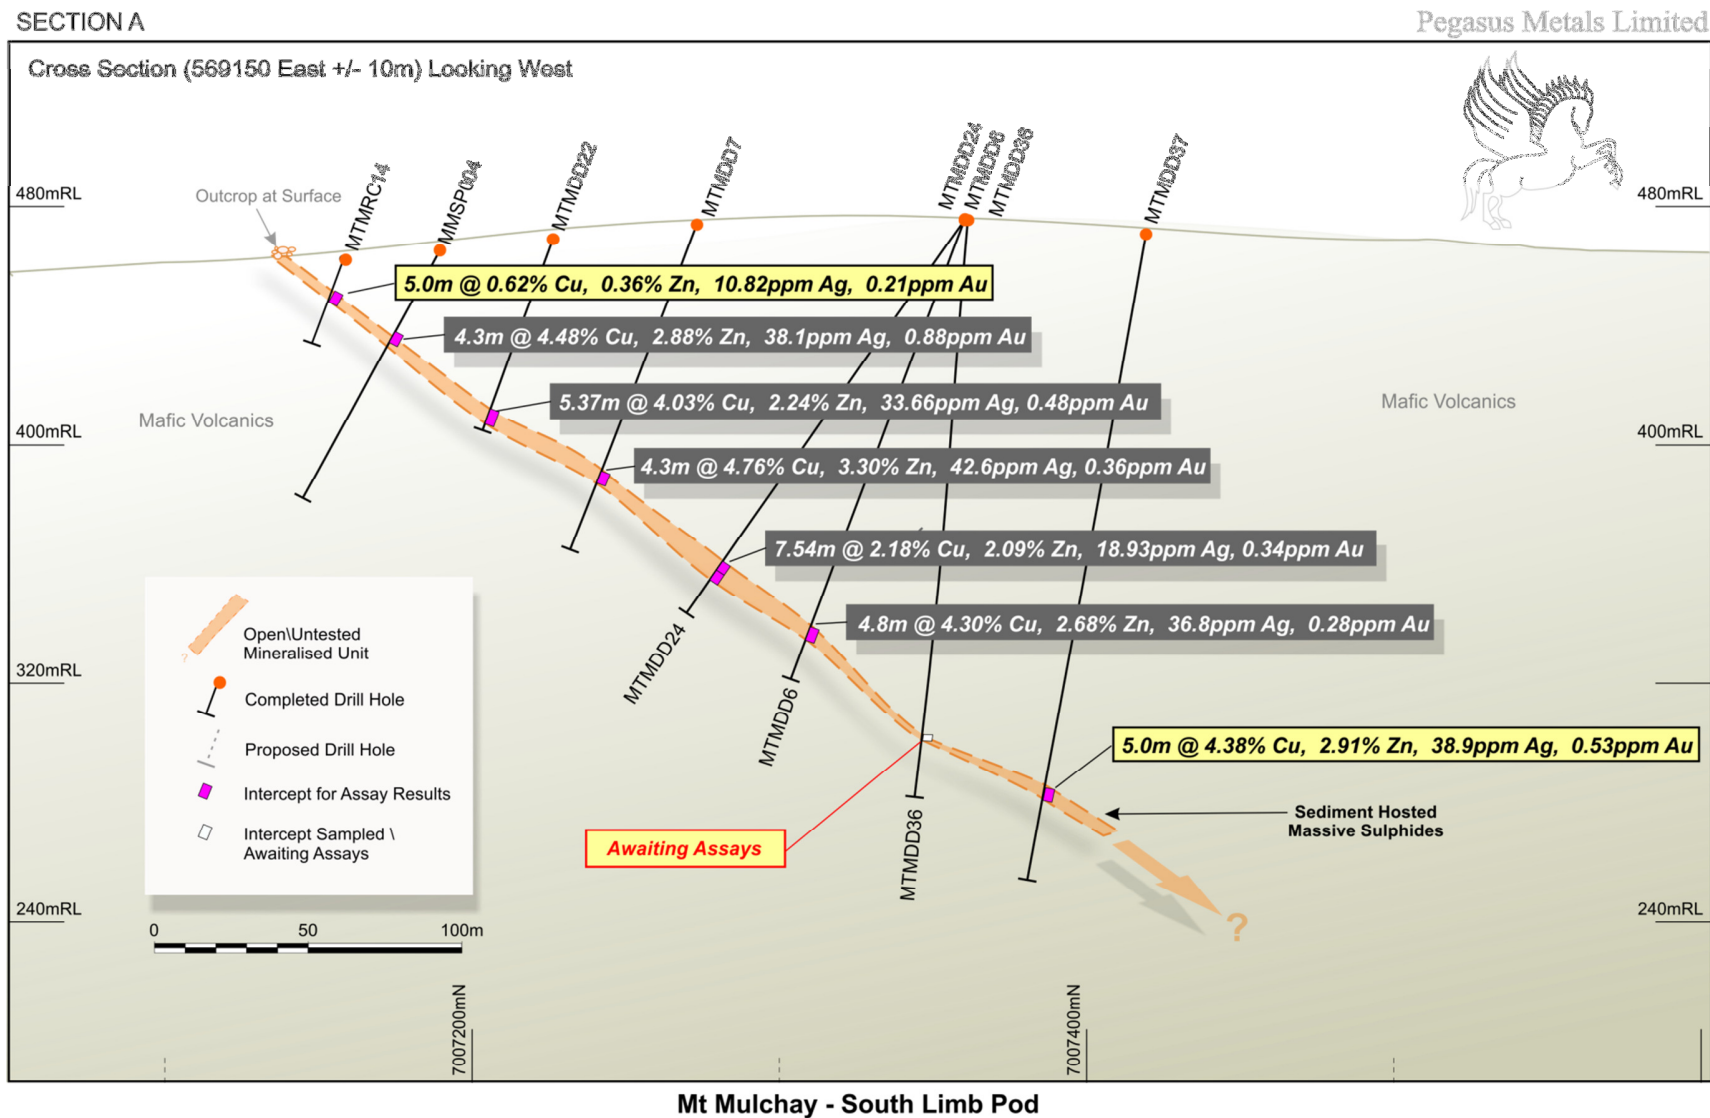 SECTION A
Pegasus Metals Limited
Cross Section (569150 East +/- 10m) Looking West
MTMRC14
MMSP004
MTMDD22
MTMDD7
MTMDD24
MTMDD6
MTMDD36
MTMDD37
Outcrop at Surface
480mRL
480mRL
5.0m @ 0.62% Cu, 0.36% Zn, 10.82ppm Ag, 0.21ppm Au
4.3m @ 4.48% Cu, 2.88% Zn, 38.1ppm Ag, 0.88ppm Au
5.37m @ 4.03% Cu, 2.24% Zn, 33.66ppm Ag, 0.48ppm Au
Mafic Volcanics
Mafic Volcanics
400mRL
400mRL
4.3m @ 4.76% Cu, 3.30% Zn, 42.6ppm Ag, 0.36ppm Au
7.54m @ 2.18% Cu, 2.09% Zn, 18.93ppm Ag, 0.34ppm Au
4.8m @ 4.30% Cu, 2.68% Zn, 36.8ppm Ag, 0.28ppm Au
MTMDD24
MTMDD6
MTMDD36
320mRL
5.0m @ 4.38% Cu, 2.91% Zn, 38.9ppm Ag, 0.53ppm Au
Sediment Hosted
Massive Sulphides
Awaiting Assays
?
?
Open\Untested
Mineralised Unit
Completed Drill Hole
Proposed Drill Hole
Intercept for Assay Results
Intercept Sampled \
Awaiting Assays
240mRL
240mRL
0 50 100m
7007200mN
7007400mN
Mt Mulchay - South Limb Pod